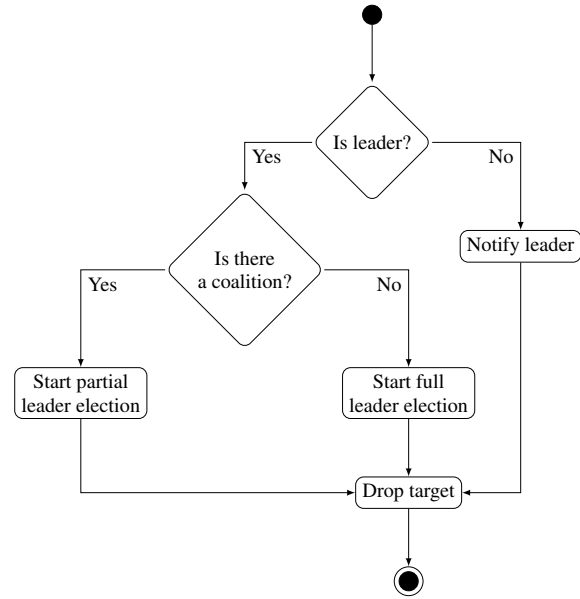 Is leader?
Yes
No
Notify leader
Is there
a coalition?
Yes
No
Start partial
leader election
Start full
leader election
Drop target